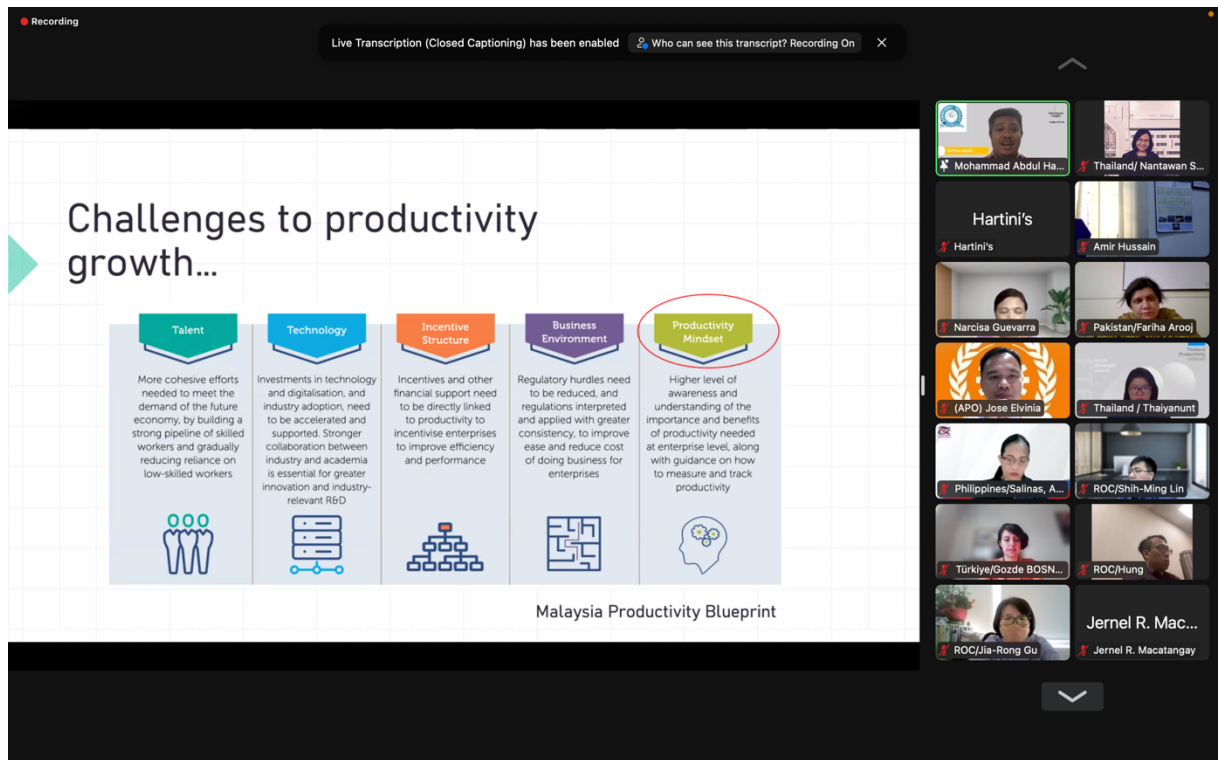 Recording
Live Transcription (Closed Captioning) has been enabled
Who can see this transcript? Recording On
Challenges to productivity
growth...
Talent
More cohesive efforts
needed to meet the
demand of the future
economy, by building a
strong pipeline of skilled
workers and gradually
reducing reliance on
low-skilled workers
Technology
Investments in technology
and digitalisation, and
industry adoption, need
to be accelerated and
supported. Stronger
collaboration between
industry and academia
is essential for greater
innovation and industry-
relevant R&D
Incentive
Structure
Incentives and other
financial support need
to be directly linked
to productivity to
incentivise enterprises
to improve efficiency
and performance
Business
Environment
Regulatory hurdles need
to be reduced, and
regulations interpreted
and applied with greater
consistency, to improve
ease and reduce cost
of doing business for
enterprises
Productivity
Mindset
Higher level of
awareness and
understanding of the
importance and benefits
of productivity needed
at enterprise level, along
with guidance on how
to measure and track
productivity
Malaysia Productivity Blueprint
Mohammad Abdul Ha...
Thailand/ Nantawan S...
Hartini's
Hartini's
Amir Hussain
Narcisa Guevarra
Pakistan/Fariha Arooj
(APO) Jose Elvinia
Thailand / Thaiyanunt
Philippines/Salinas, A...
ROC/Shih-Ming Lin
Türkiye/Gozde BOSN...
ROC/Hung
ROC/Jia-Rong Gu
Jernel R. Mac...
Jernel R. Macatangay